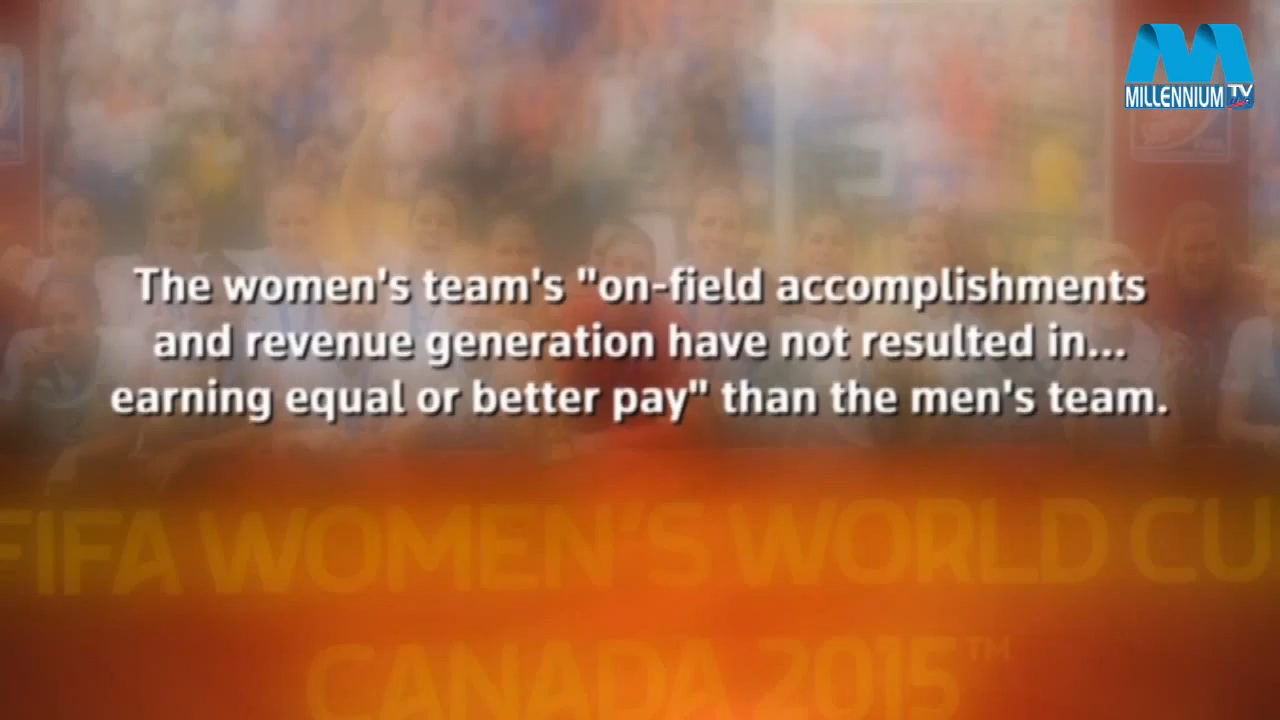 MILLENNIUM TV
The women's team's "on-field accomplishments
and revenue generation have not resulted in...
earning equal or better pay" than the men's team.
FIFA WOMEN'S WORLD CU
CANADA 2015™